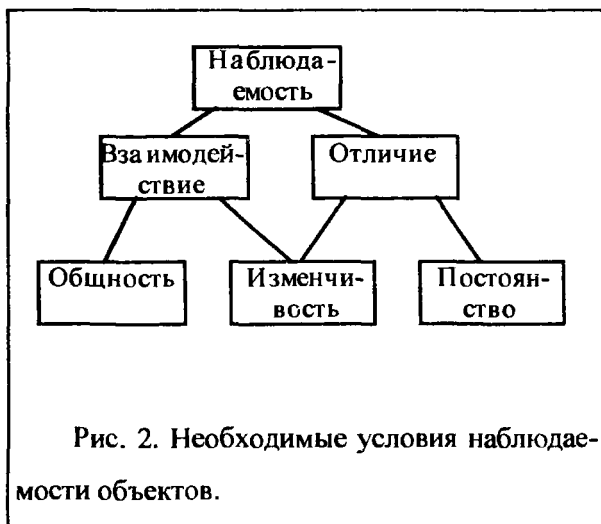 Наблюда-
емость
Взаимодей-
ствие
Отличие
Общность
Изменчи-
вость
Постоян-
ство
Рис. 2. Необходимые условия наблюдае-
мости объектов.